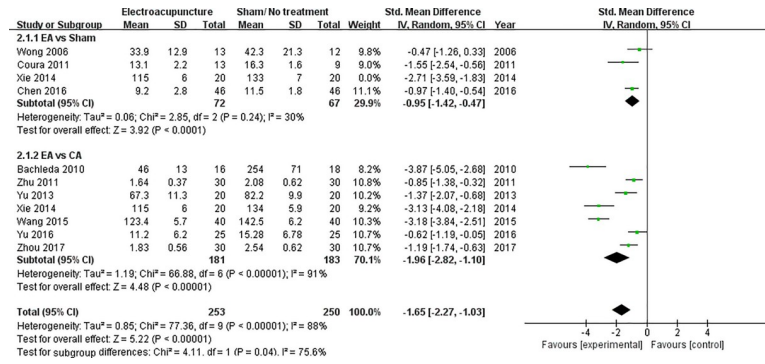 Electroacupuncture Sham/ No treatment Std. Mean Difference Std. Mean Difference
Study or Subgroup Mean SD Total Mean SD Total Weight IV, Random, 95% CI Year IV, Random, 95% CI
2.1.1 EA vs Sham
Wong 2006 33.9 12.9 13 42.3 21.3 12 9.8% -0.47 [-1.26, 0.33] 2006
Coura 2011 13.1 2.2 13 16.3 1.6 9 8.9% -1.55 [-2.54, -0.56] 2011
Xie 2014 115 6 20 133 7 20 0.0% -2.71 [-3.59, -1.83] 2014
Chen 2016 9.2 2.8 46 11.5 1.8 46 11.1% -0.97 [-1.40, -0.54] 2016
Subtotal (95% CI) 72 67 29.9% -0.95 [-1.42, -0.47]
Heterogeneity: Tau² = 0.06; Chi² = 2.85, df = 2 (P = 0.24); I² = 30%
Test for overall effect: Z = 3.92 (P < 0.0001)
2.1.2 EA vs CA
Bachleda 2010 46 13 16 254 71 18 8.2% -3.87 [-5.05, -2.68] 2010
Zhu 2011 1.64 0.37 30 2.08 0.62 30 10.8% -0.85 [-1.38, -0.32] 2011
Yu 2013 67.3 11.3 20 82.2 9.9 20 10.2% -1.37 [-2.07, -0.68] 2013
Xie 2014 115 6 20 134 5.9 20 9.2% -3.13 [-4.08, -2.18] 2014
Wang 2015 123.4 5.7 40 142.5 6.2 40 10.3% -3.18 [-3.84, -2.51] 2015
Yu 2016 11.2 6.2 25 15.28 6.78 25 10.7% -0.62 [-1.19, -0.05] 2016
Zhou 2017 1.83 0.56 30 2.54 0.62 30 10.7% -1.19 [-1.74, -0.63] 2017
Subtotal (95% CI) 181 183 70.1% -1.96 [-2.82, -1.10]
Heterogeneity: Tau² = 1.19; Chi² = 66.88, df = 6 (P < 0.00001); I² = 91%
Test for overall effect: Z = 4.48 (P < 0.00001)
Total (95% CI) 253 250 100.0% -1.65 [-2.27, -1.03]
Heterogeneity: Tau² = 0.85; Chi² = 77.36, df = 9 (P < 0.00001); I² = 88%
-4 -2 0 2 4
Test for overall effect: Z = 5.22 (P < 0.00001)
Favours [experimental] Favours [control]
Test for subgroup differences: Chi² = 4.11, df = 1 (P = 0.04), I² = 75.6%